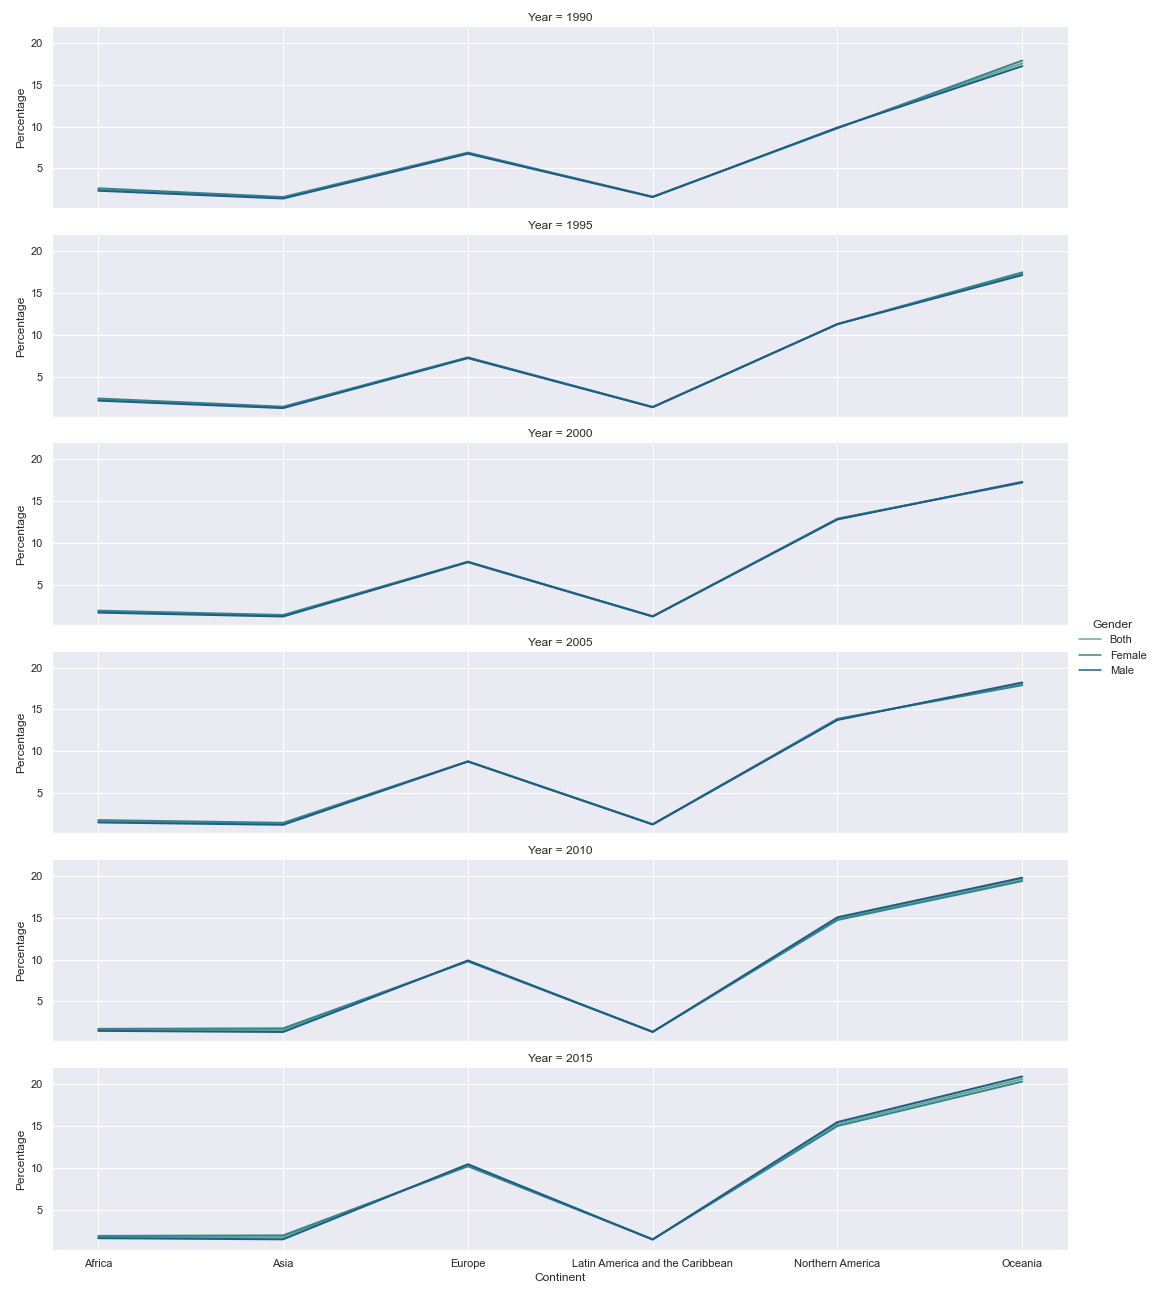 Year = 1990
20
15
10
5
Percentage
Year = 1995
20
15
10
5
Percentage
Year = 2000
20
15
10
5
Percentage
Year = 2005
20
15
10
5
Percentage
Year = 2010
20
15
10
5
Percentage
Year = 2015
20
15
10
5
Percentage
Africa
Asia
Europe
Latin America and the Caribbean
Northern America
Oceania
Continent
Gender
Both
Female
Male